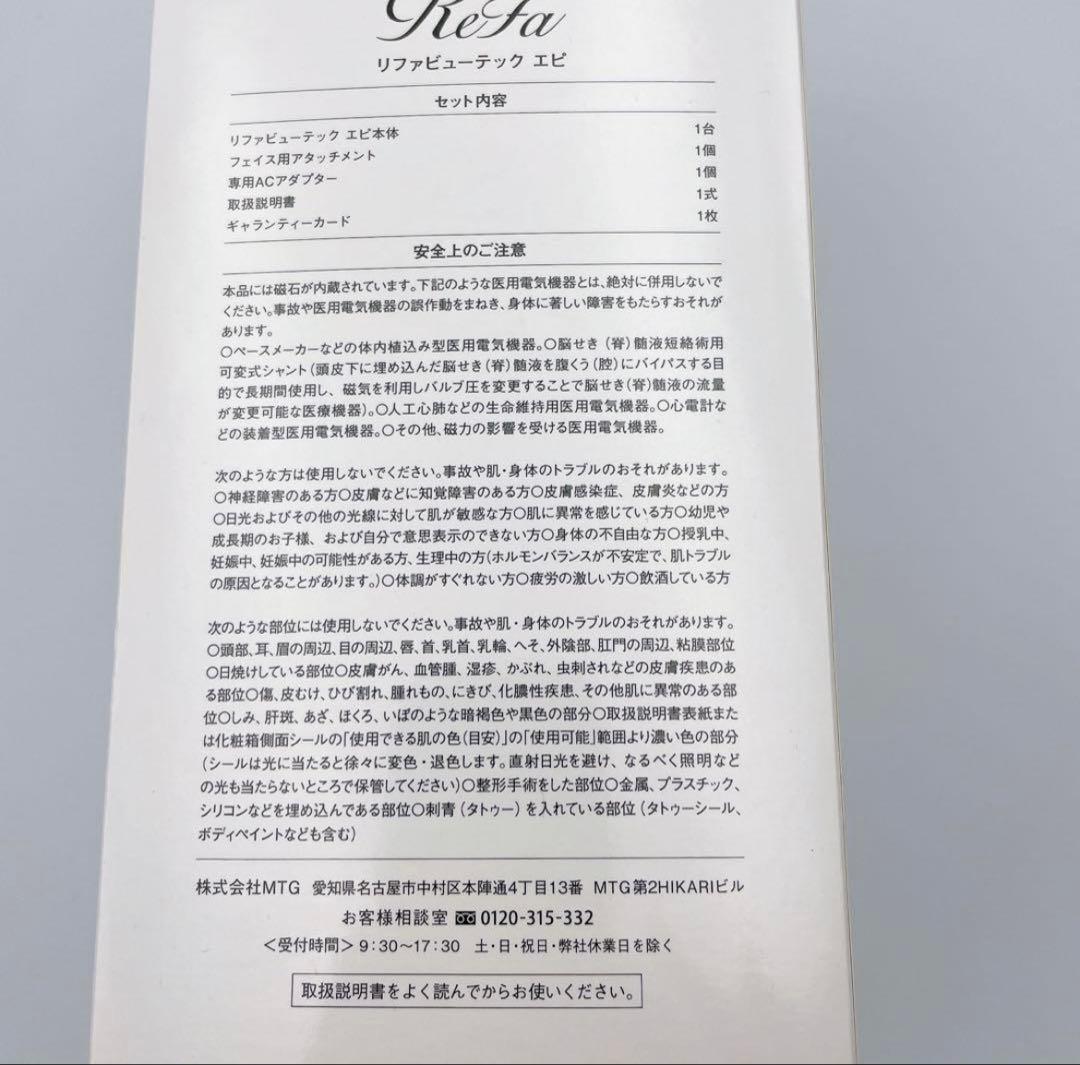 ReFa
リファビューテック エピ
セット内容
リファビューテック エピ本体 1台
フェイス用アタッチメント 1個
専用ACアダプター 1個
取扱説明書 1式
ギャランティーカード 1枚
安全上のご注意
本品には磁石が内蔵されています。下記のような医用電気機器とは、絶対に併用しないで
ください。事故や医用電気機器の誤作動をまねき、身体に著しい障害をもたらすおそれが
あります。
○ペースメーカーなどの体内植込み型医用電気機器。○脳せき（脊）髄液短絡術用
可変式シャント（頭皮下に埋め込んだ脳せき（脊）髄液を腹くう（腔）にバイパスする目
的で長期間使用し、磁気を利用しバルブ圧を変更することで脳せき（脊）髄液の流量
が変更可能な医療機器）。○人工心肺などの生命維持用医用電気機器。○心電計な
どの装着型医用電気機器。○その他、磁力の影響を受ける医用電気機器。
次のような方は使用しないでください。事故や肌・身体のトラブルのおそれがあります。
○神経障害のある方○皮膚などに知覚障害のある方○皮膚感染症、皮膚炎などの方
○日光およびその他の光線に対して肌が敏感な方○肌に異常を感じている方○幼児や
成長期のお子様、および自分で意思表示のできない方○身体の不自由な方○授乳中、
妊娠中、妊娠中の可能性がある方、生理中の方（ホルモンバランスが不安定で、肌トラブル
の原因となることがあります。）○体調がすぐれない方○疲労の激しい方○飲酒している方
次のような部位には使用しないでください。事故や肌・身体のトラブルのおそれがあります。
○頭部、耳、眉の周辺、目の周辺、唇、首、乳首、乳輪、へそ、外陰部、肛門の周辺、粘膜部位
○日焼けしている部位○皮膚がん、血管腫、湿疹、かぶれ、虫刺されなどの皮膚疾患のあ
る部位○傷、皮むけ、ひび割れ、腫れもの、にきび、化膿性疾患、その他肌に異常のある部
位○しみ、肝斑、あざ、ほくろ、いぼのような暗褐色や黒色の部分○取扱説明書表紙また
は化粧箱側面シールの「使用できる肌の色（目安）」の「使用可能」範囲より濃い色の部分
（シールは光に当たると徐々に変色・退色します。直射日光を避け、なるべく照明など
の光も当たらないところで保管してください）○整形手術をした部位○金属、プラスチック、
シリコンなどを埋め込んである部位○刺青（タトゥー）を入れている部位（タトゥーシール、
ボディペイントなども含む）
株式会社MTG 愛知県名古屋市中村区本陣通4丁目13番 MTG第2HIKARIビル
お客様相談室 0120-315-332
＜受付時間＞9:30～17:30 土・日・祝日・弊社休業日を除く
取扱説明書をよく読んでからお使いください。